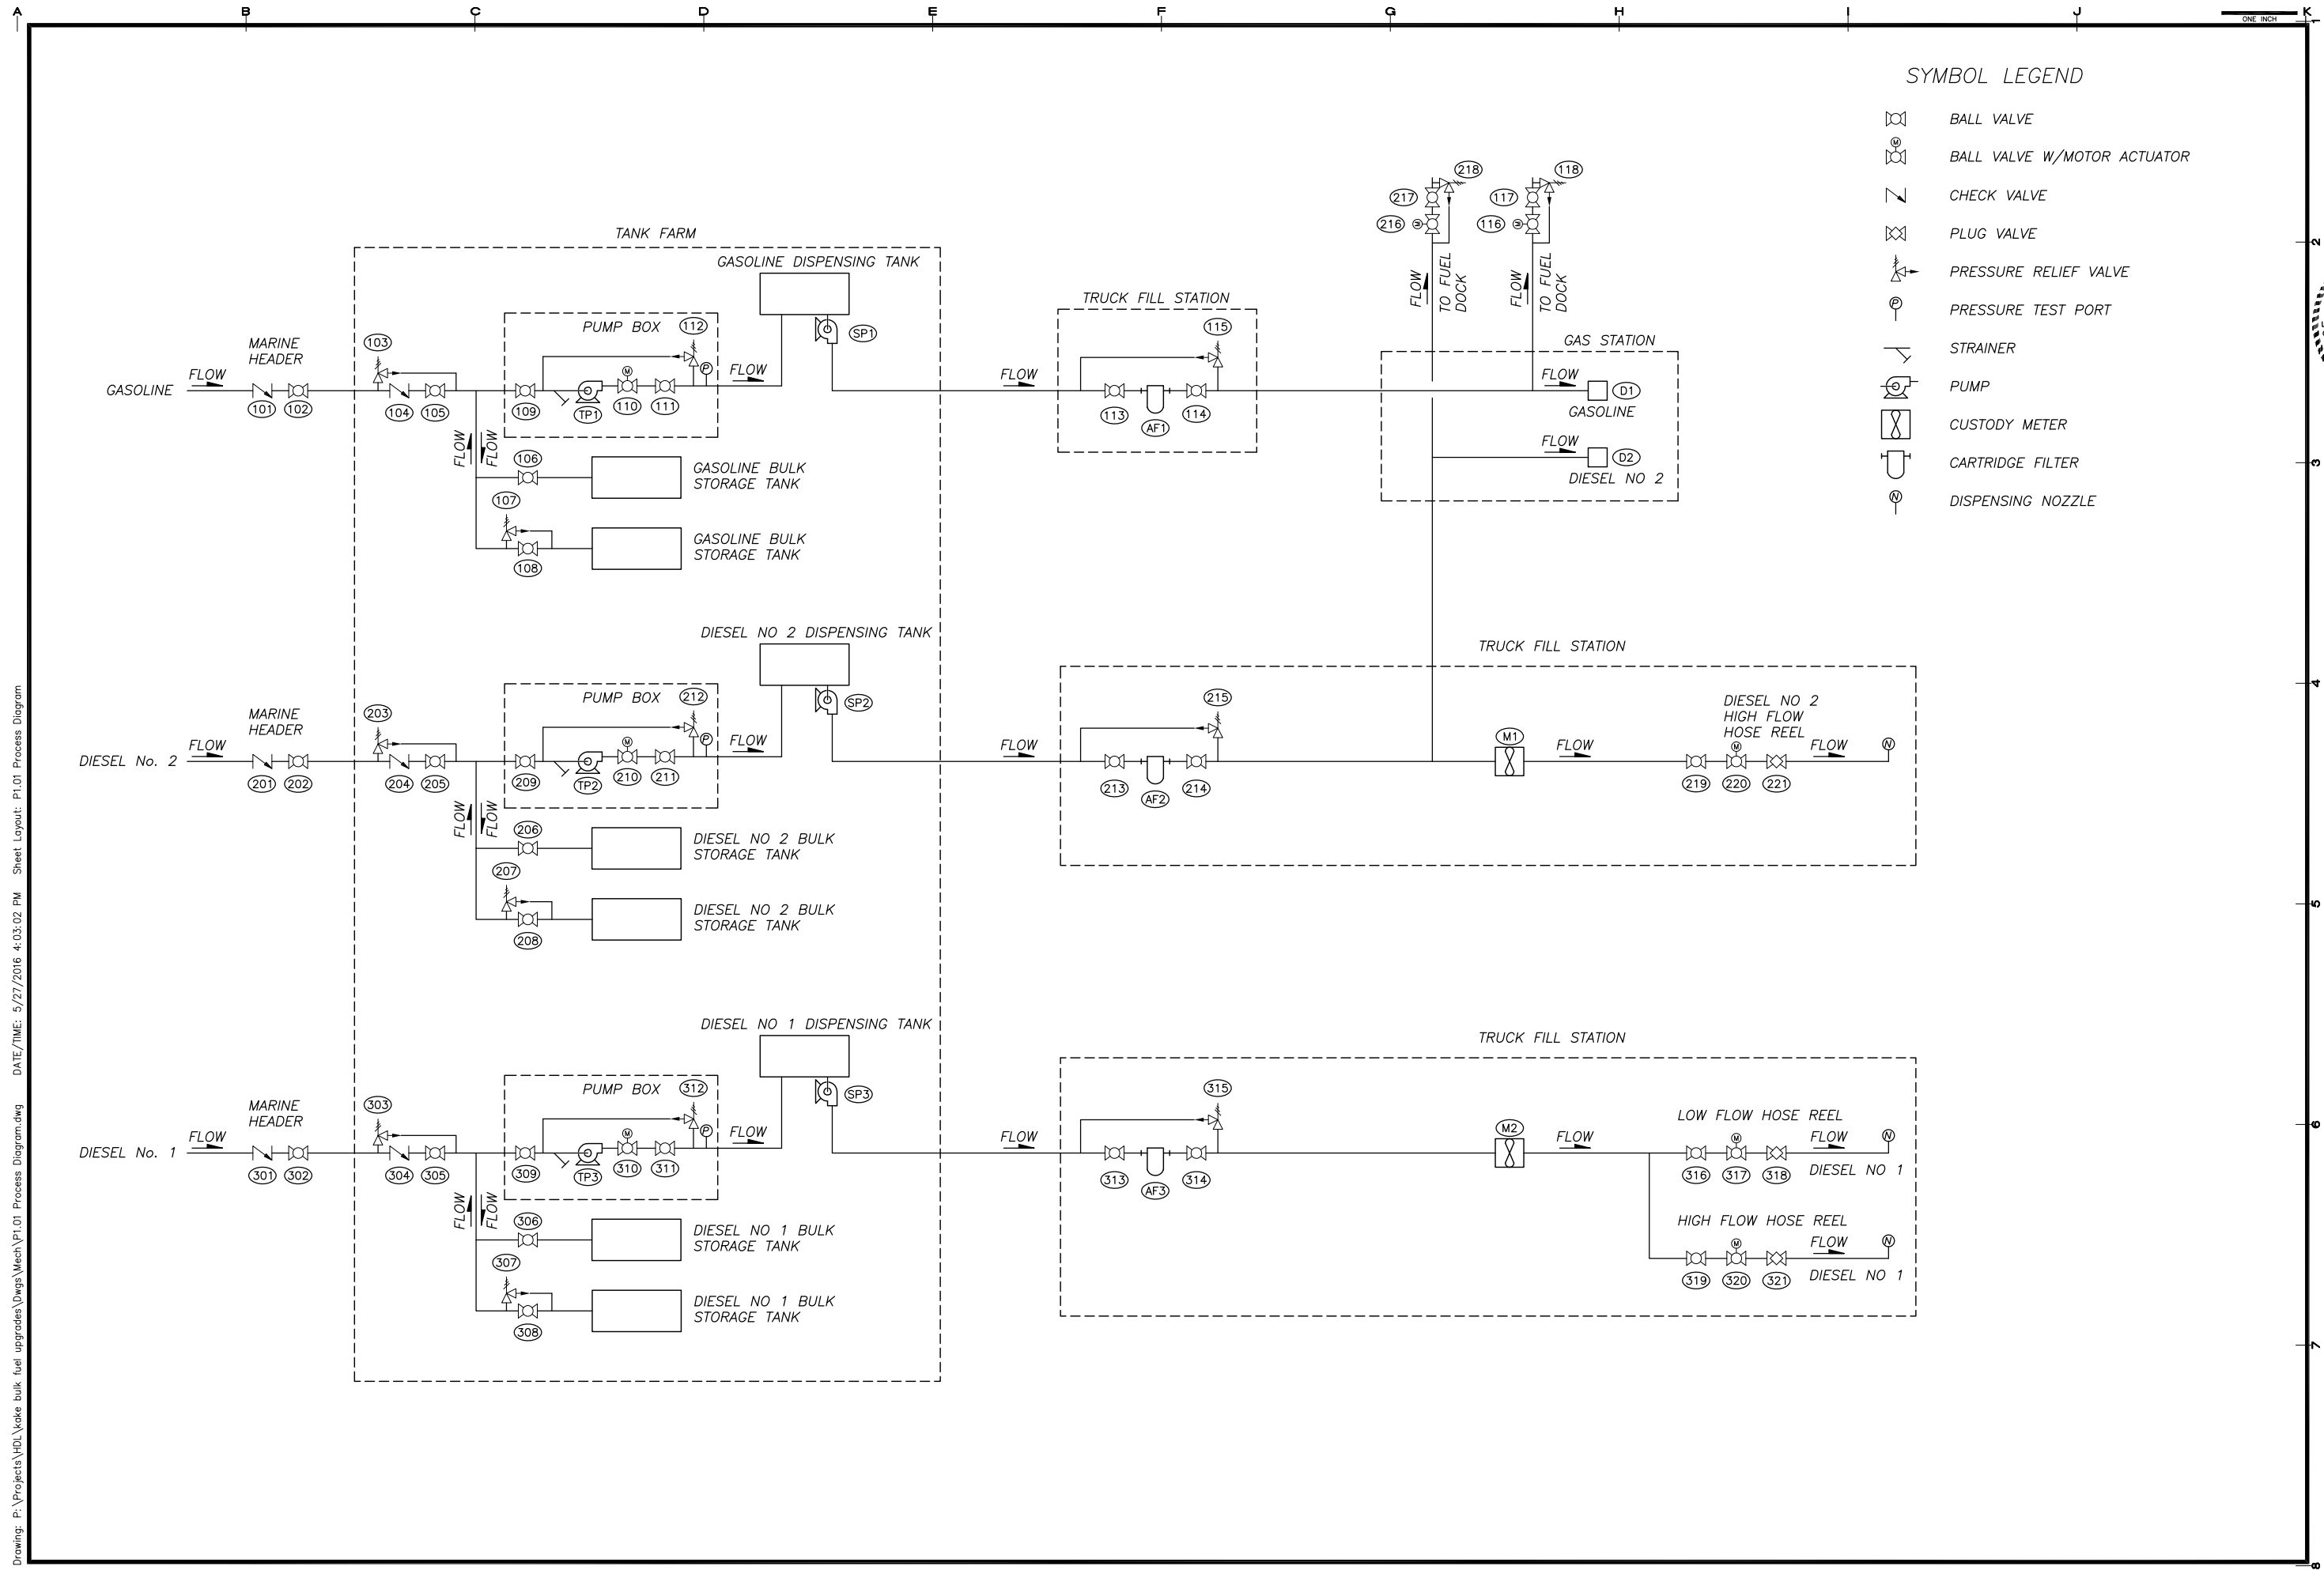 A B C D E F G H I J K
ONE INCH
1
2
3
4
5
6
7
8
SYMBOL LEGEND
BALL VALVE
M
BALL VALVE W/MOTOR ACTUATOR
CHECK VALVE
PLUG VALVE
PRESSURE RELIEF VALVE
P
PRESSURE TEST PORT
STRAINER
PUMP
CUSTODY METER
CARTRIDGE FILTER
N
DISPENSING NOZZLE
TANK FARM
GASOLINE DISPENSING TANK
SP1
PUMP BOX
112
MARINE
HEADER
103
GASOLINE
FLOW
101
102
104
105
109
TP1
M
110
111
P
FLOW
FLOW
FLOW
106
GASOLINE BULK
STORAGE TANK
107
108
GASOLINE BULK
STORAGE TANK
FLOW
TRUCK FILL STATION
115
113
AF1
114
218
217
216
M
FLOW
TO FUEL
DOCK
118
117
116
M
FLOW
TO FUEL
DOCK
GAS STATION
FLOW
D1
GASOLINE
FLOW
D2
DIESEL NO 2
DIESEL NO 2 DISPENSING TANK
SP2
PUMP BOX
212
MARINE
HEADER
203
DIESEL No. 2
FLOW
201
202
204
205
209
TP2
M
210
211
P
FLOW
FLOW
FLOW
206
DIESEL NO 2 BULK
STORAGE TANK
207
208
DIESEL NO 2 BULK
STORAGE TANK
FLOW
TRUCK FILL STATION
215
213
AF2
214
M1
FLOW
DIESEL NO 2
HIGH FLOW
HOSE REEL
219
M
220
221
FLOW
N
DIESEL NO 1 DISPENSING TANK
SP3
PUMP BOX
312
MARINE
HEADER
303
DIESEL No. 1
FLOW
301
302
304
305
309
TP3
M
310
311
P
FLOW
FLOW
FLOW
306
DIESEL NO 1 BULK
STORAGE TANK
307
308
DIESEL NO 1 BULK
STORAGE TANK
FLOW
TRUCK FILL STATION
315
313
AF3
314
M2
FLOW
LOW FLOW HOSE REEL
316
M
317
318
FLOW
N
DIESEL NO 1
HIGH FLOW HOSE REEL
319
M
320
321
FLOW
N
DIESEL NO 1
Drawing: P:\Projects\HDL\kake bulk fuel upgrades\Dwgs\Mech\P1.01 Process Diagram.dwg DATE/TIME: 5/27/2016 4:03:02 PM Sheet Layout: P1.01 Process Diagram